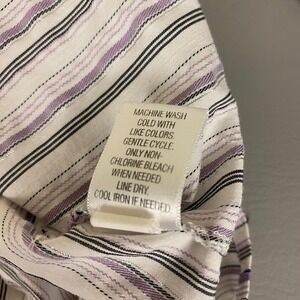 MACHINE WASH
COLD WITH
LIKE COLORS.
GENTLE CYCLE.
ONLY NON-
CHLORINE BLEACH
WHEN NEEDED
LINE DRY.
COOL IRON IF NEEDED